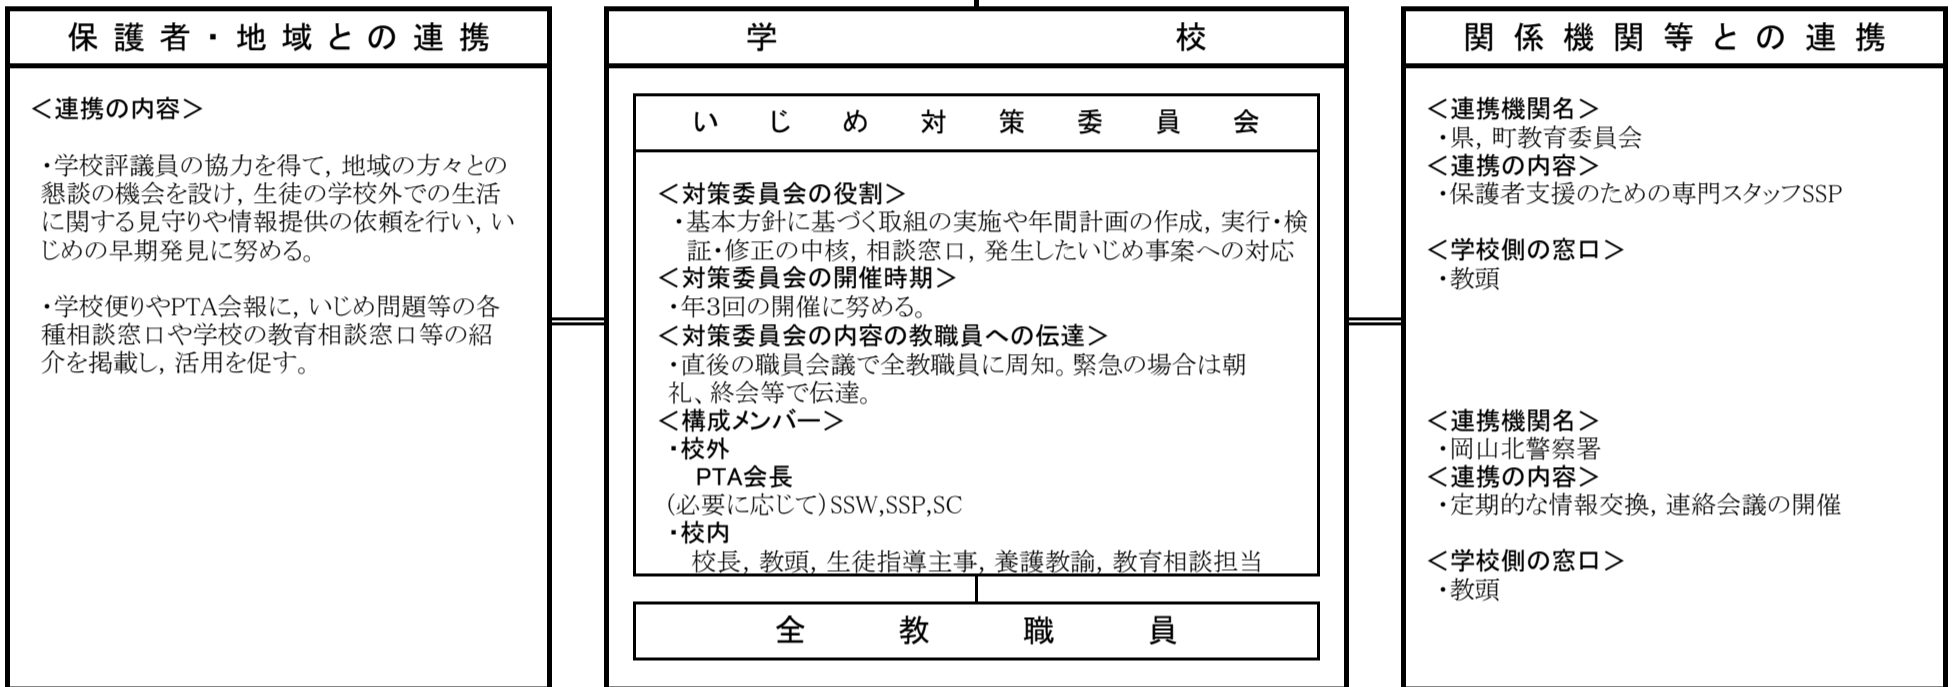 保護者・地域との連携
＜連携の内容＞
・学校評議員の協力を得て，地域の方々との
懇談の機会を設け，生徒の学校外での生活
に関する見守りや情報提供の依頼を行い，い
じめの早期発見に努める。
・学校便りやPTA会報に，いじめ問題等の各
種相談窓口や学校の教育相談窓口等の紹
介を掲載し，活用を促す。
学校
いじめ対策委員会
＜対策委員会の役割＞
・基本方針に基づく取組の実施や年間計画の作成，実行・検
証・修正の中核，相談窓口，発生したいじめ事案への対応
＜対策委員会の開催時期＞
・年３回の開催に努める。
＜対策委員会の内容の教職員への伝達＞
・直後の職員会議で全教職員に周知。緊急の場合は朝
礼、終会等で伝達。
＜構成メンバー＞
・校外
PTA会長
(必要に応じて)SSW,SSP,SC
・校内
校長，教頭，生徒指導主事，養護教諭，教育相談担当
全教職員
関係機関等との連携
＜連携機関名＞
・県，町教育委員会
＜連携の内容＞
・保護者支援のための専門スタッフSSP
＜学校側の窓口＞
・教頭
＜連携機関名＞
・岡山北警察署
＜連携の内容＞
・定期的な情報交換，連絡会議の開催
＜学校側の窓口＞
・教頭